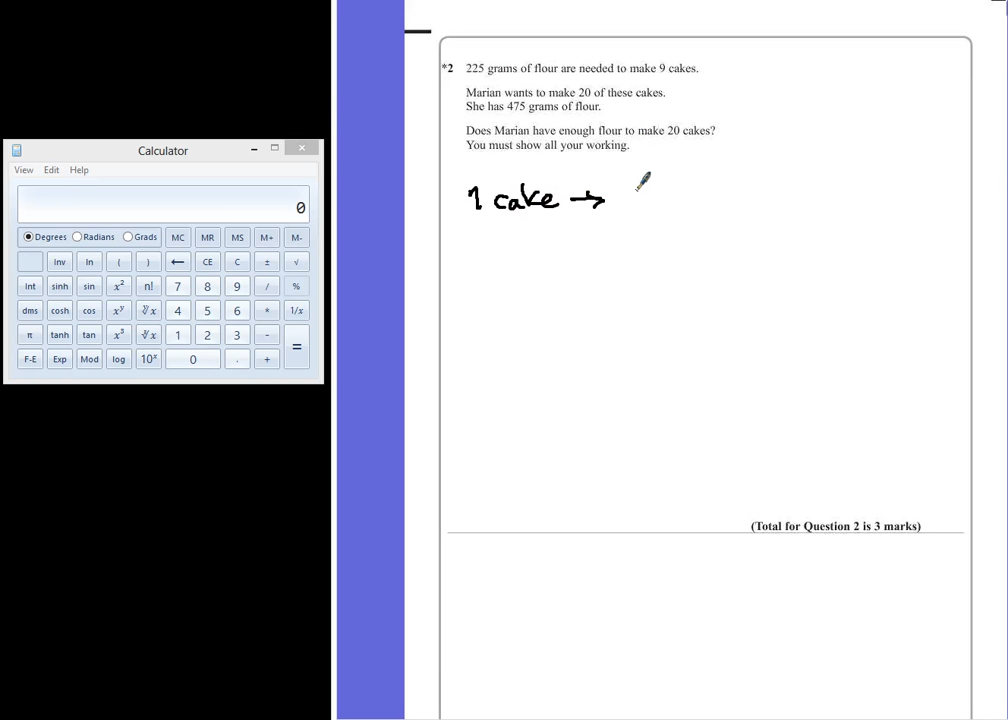 Calculator
View Edit Help
0
Degrees Radians Grads MC MR MS M+ M-
Inv ln ( ) ← CE C ± √
Int sinh sin x² n! 7 8 9 / %
dms cosh cos xʸ ʸ√x 4 5 6 * 1/x
π tanh tan x³ ³√x 1 2 3 - =
F-E Exp Mod log 10ˣ 0 . +
*2 225 grams of flour are needed to make 9 cakes.
Marian wants to make 20 of these cakes.
She has 475 grams of flour.
Does Marian have enough flour to make 20 cakes?
You must show all your working.
1 cake →
(Total for Question 2 is 3 marks)